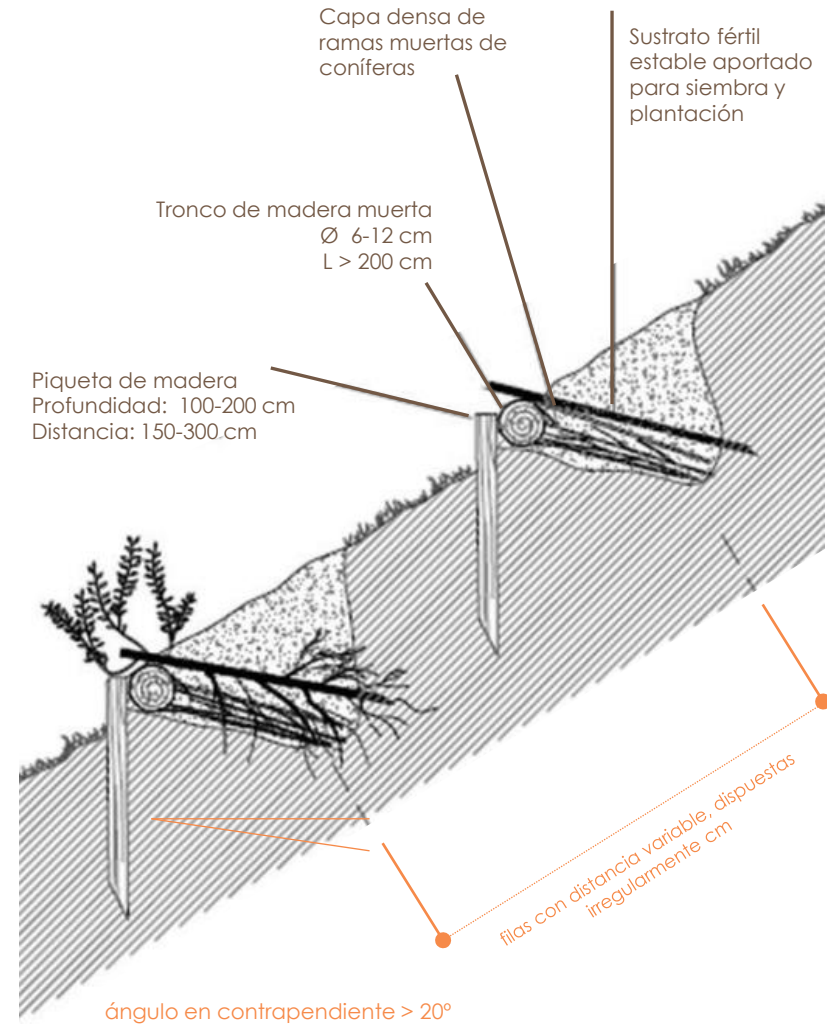 Capa densa de
ramas muertas de
coníferas
Sustrato fértil
estable aportado
para siembra y
plantación
Tronco de madera muerta
Ø 6-12 cm
L > 200 cm
Piqueta de madera
Profundidad: 100-200 cm
Distancia: 150-300 cm
filas con distancia variable, dispuestas
irregularmente cm
ángulo en contrapendiente > 20º